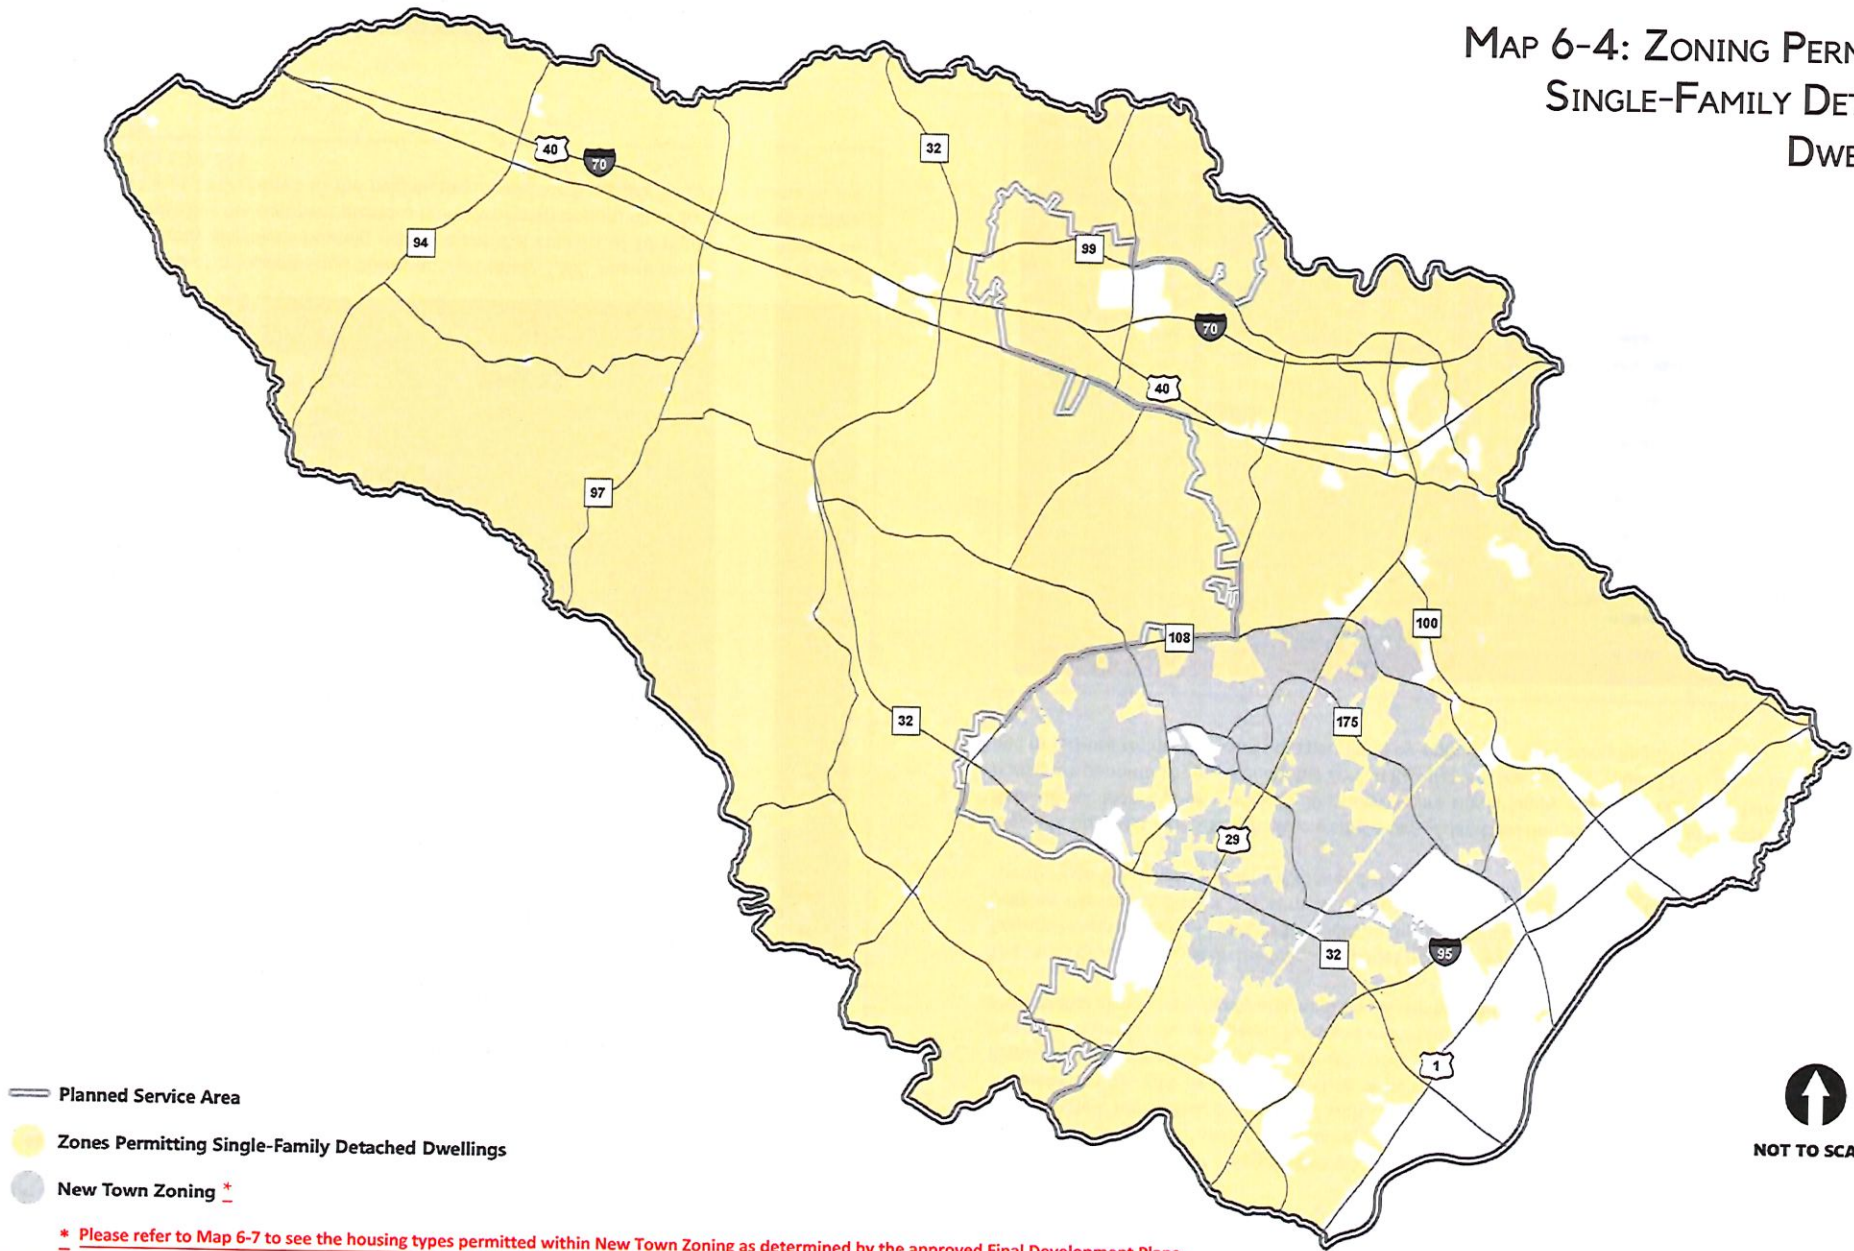 MAP 6-4: ZONING PERM
SINGLE-FAMILY DET
DWE
40
70
32
94
99
70
40
97
108
100
32
175
29
32
95
1
Planned Service Area
Zones Permitting Single-Family Detached Dwellings
New Town Zoning *
NOT TO SCA
* Please refer to Map 6-7 to see the housing types permitted within New Town Zoning as determined by the approved Final Development Plans